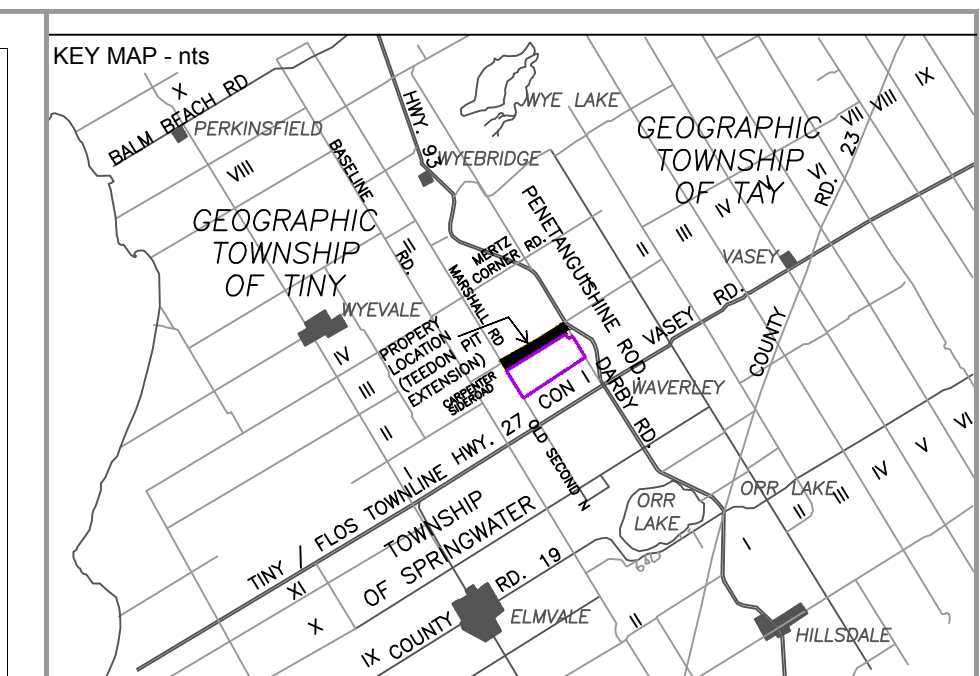 KEY MAP - nts
X
BALM BEACH RD
PERKINSFIELD
VIII
BASELINE
HWY. 93
WYE LAKE
WYEBRIDGE
GEOGRAPHIC
TOWNSHIP
OF TAY
IX
VIII
VII
VI
V
IV
III
II
23
RD.
COUNTY
GEOGRAPHIC
TOWNSHIP
OF TINY
III
RD.
MERTZ
CORNER RD.
PENETANGUISHINE ROD
VASEY
VASEY RD.
WYEVALE
MARSHALL RD
PROPERY
LOCATION
(TEEDON PIT
EXTENSION)
CARPENTER
SIDEROAD
IV
III
II
I
CON I
DARBY RD.
WAVERLEY
TINY / FLOS TOWNLINE HWY. 27
OLD SECOND N
TOWNSHIP
OF SPRINGWATER
XI
X
IX COUNTY RD. 19
ORR
LAKE
ORR LAKE
II
III
IV
V
VI
I
ELMVALE
II
HILLSDALE